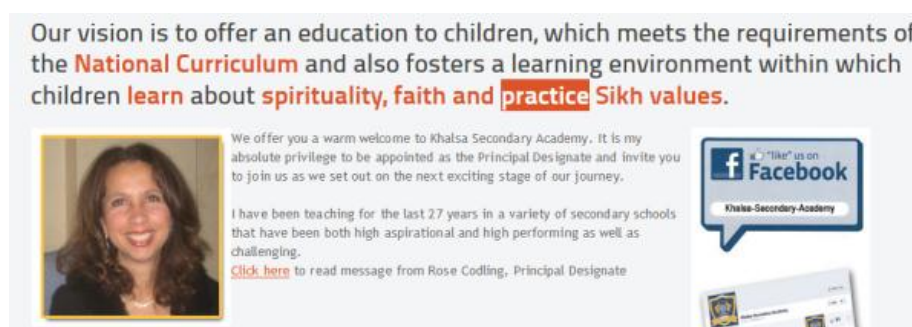 Our vision is to offer an education to children, which meets the requirements of
the National Curriculum and also fosters a learning environment within which
children learn about spirituality, faith and practice Sikh values.
We offer you a warm welcome to Khalsa Secondary Academy. It is my
absolute privilege to be appointed as the Principal Designate and invite you
to join us as we set out on the next exciting stage of our journey.
I have been teaching for the last 27 years in a variety of secondary schools
that have been both high aspirational and high performing as well as
challenging.
Click here to read message from Rose Codling, Principal Designate
"like" us on
Facebook
Khalsa-Secondary-Academy
Khalsa Secondary Academy